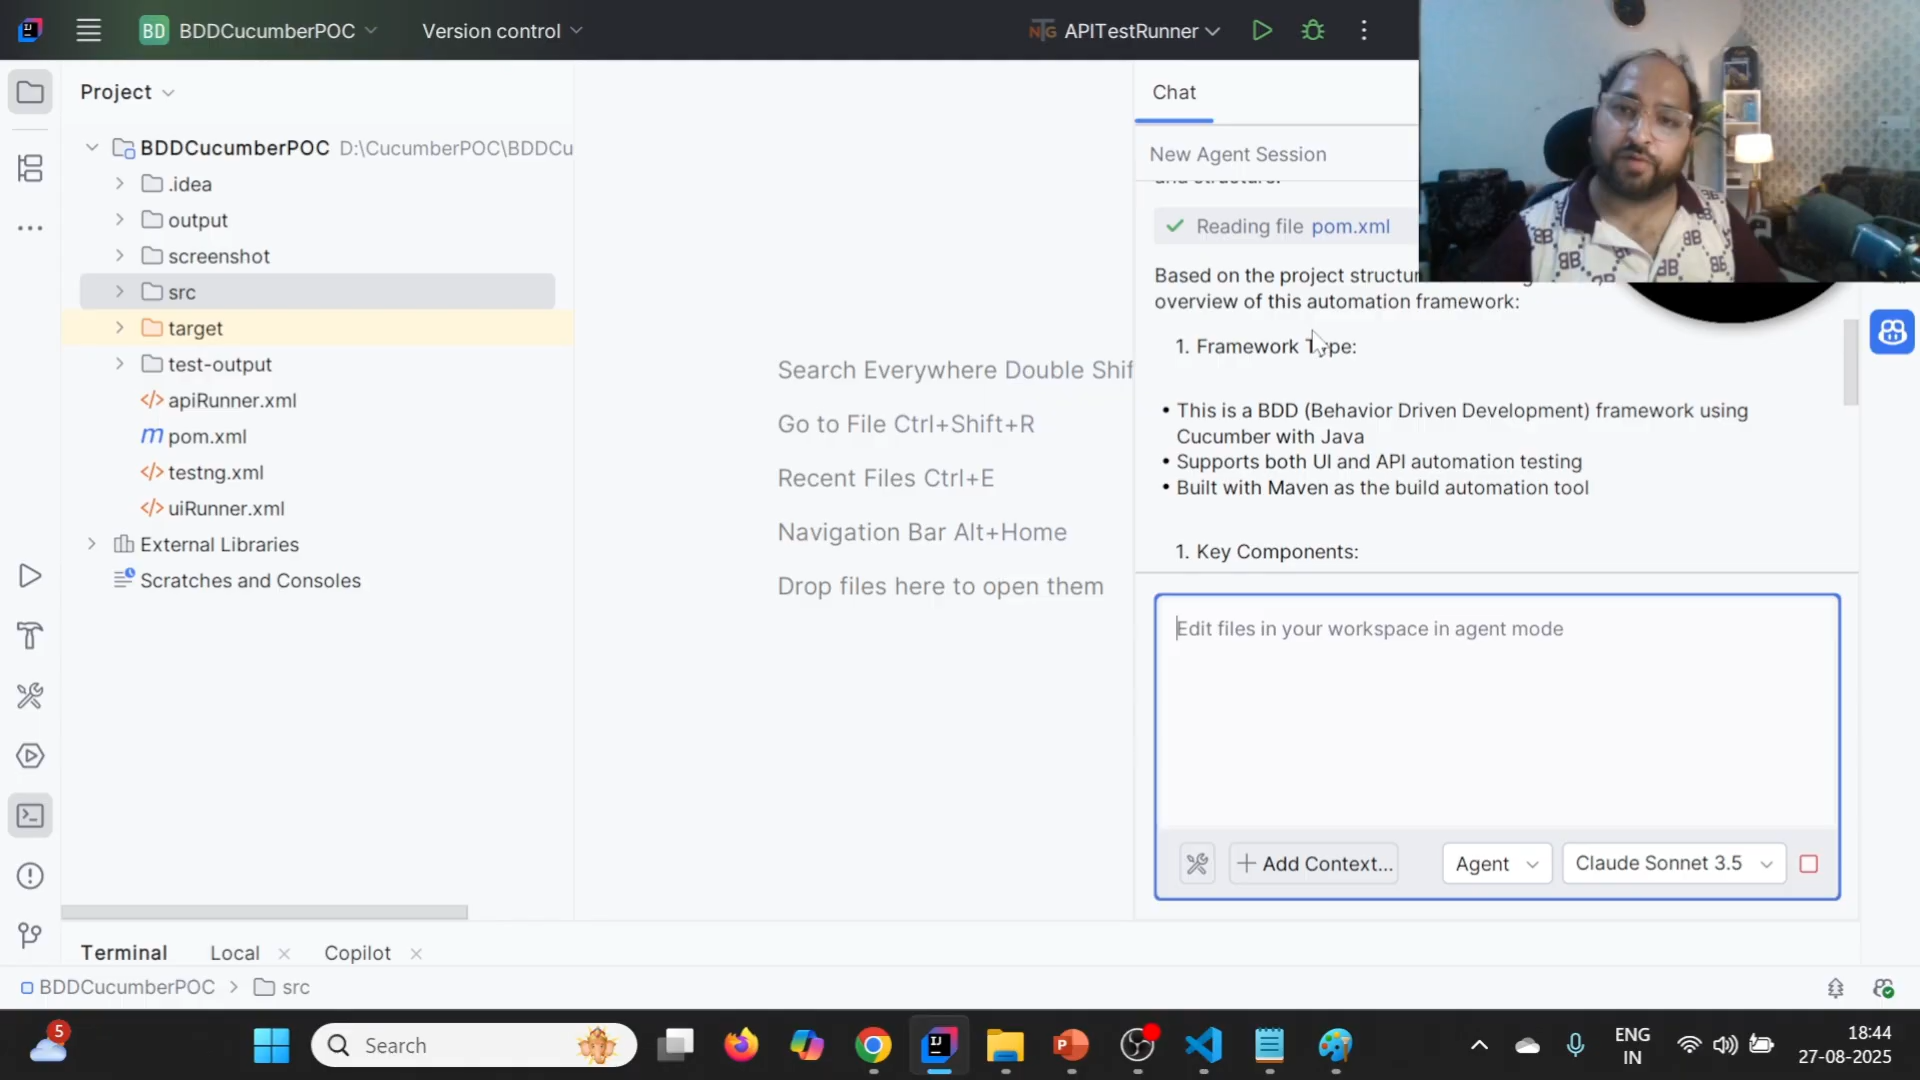 BD BDDCucumberPOC
Version control
APITestRunner
Project
BDDCucumberPOC D:\CucumberPOC\BDDCu
.idea
output
screenshot
src
target
test-output
apiRunner.xml
pom.xml
testng.xml
uiRunner.xml
External Libraries
Scratches and Consoles
Search Everywhere Double Shif
Go to File Ctrl+Shift+R
Recent Files Ctrl+E
Navigation Bar Alt+Home
Drop files here to open them
Chat
New Agent Session
and structure.
Reading file pom.xml
Based on the project structur
overview of this automation framework:
1. Framework Type:
• This is a BDD (Behavior Driven Development) framework using
Cucumber with Java
• Supports both UI and API automation testing
• Built with Maven as the build automation tool
1. Key Components:
Edit files in your workspace in agent mode
+ Add Context...
Agent
Claude Sonnet 3.5
Terminal Local Copilot
BDDCucumberPOC > src
5
Search
ENG
IN
18:44
27-08-2025